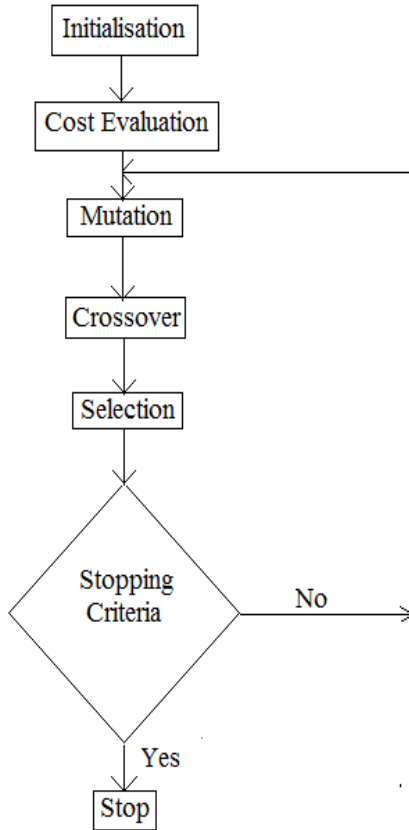 Initialisation
Cost Evaluation
Mutation
Crossover
Selection
Stopping
Criteria
No
Yes
Stop